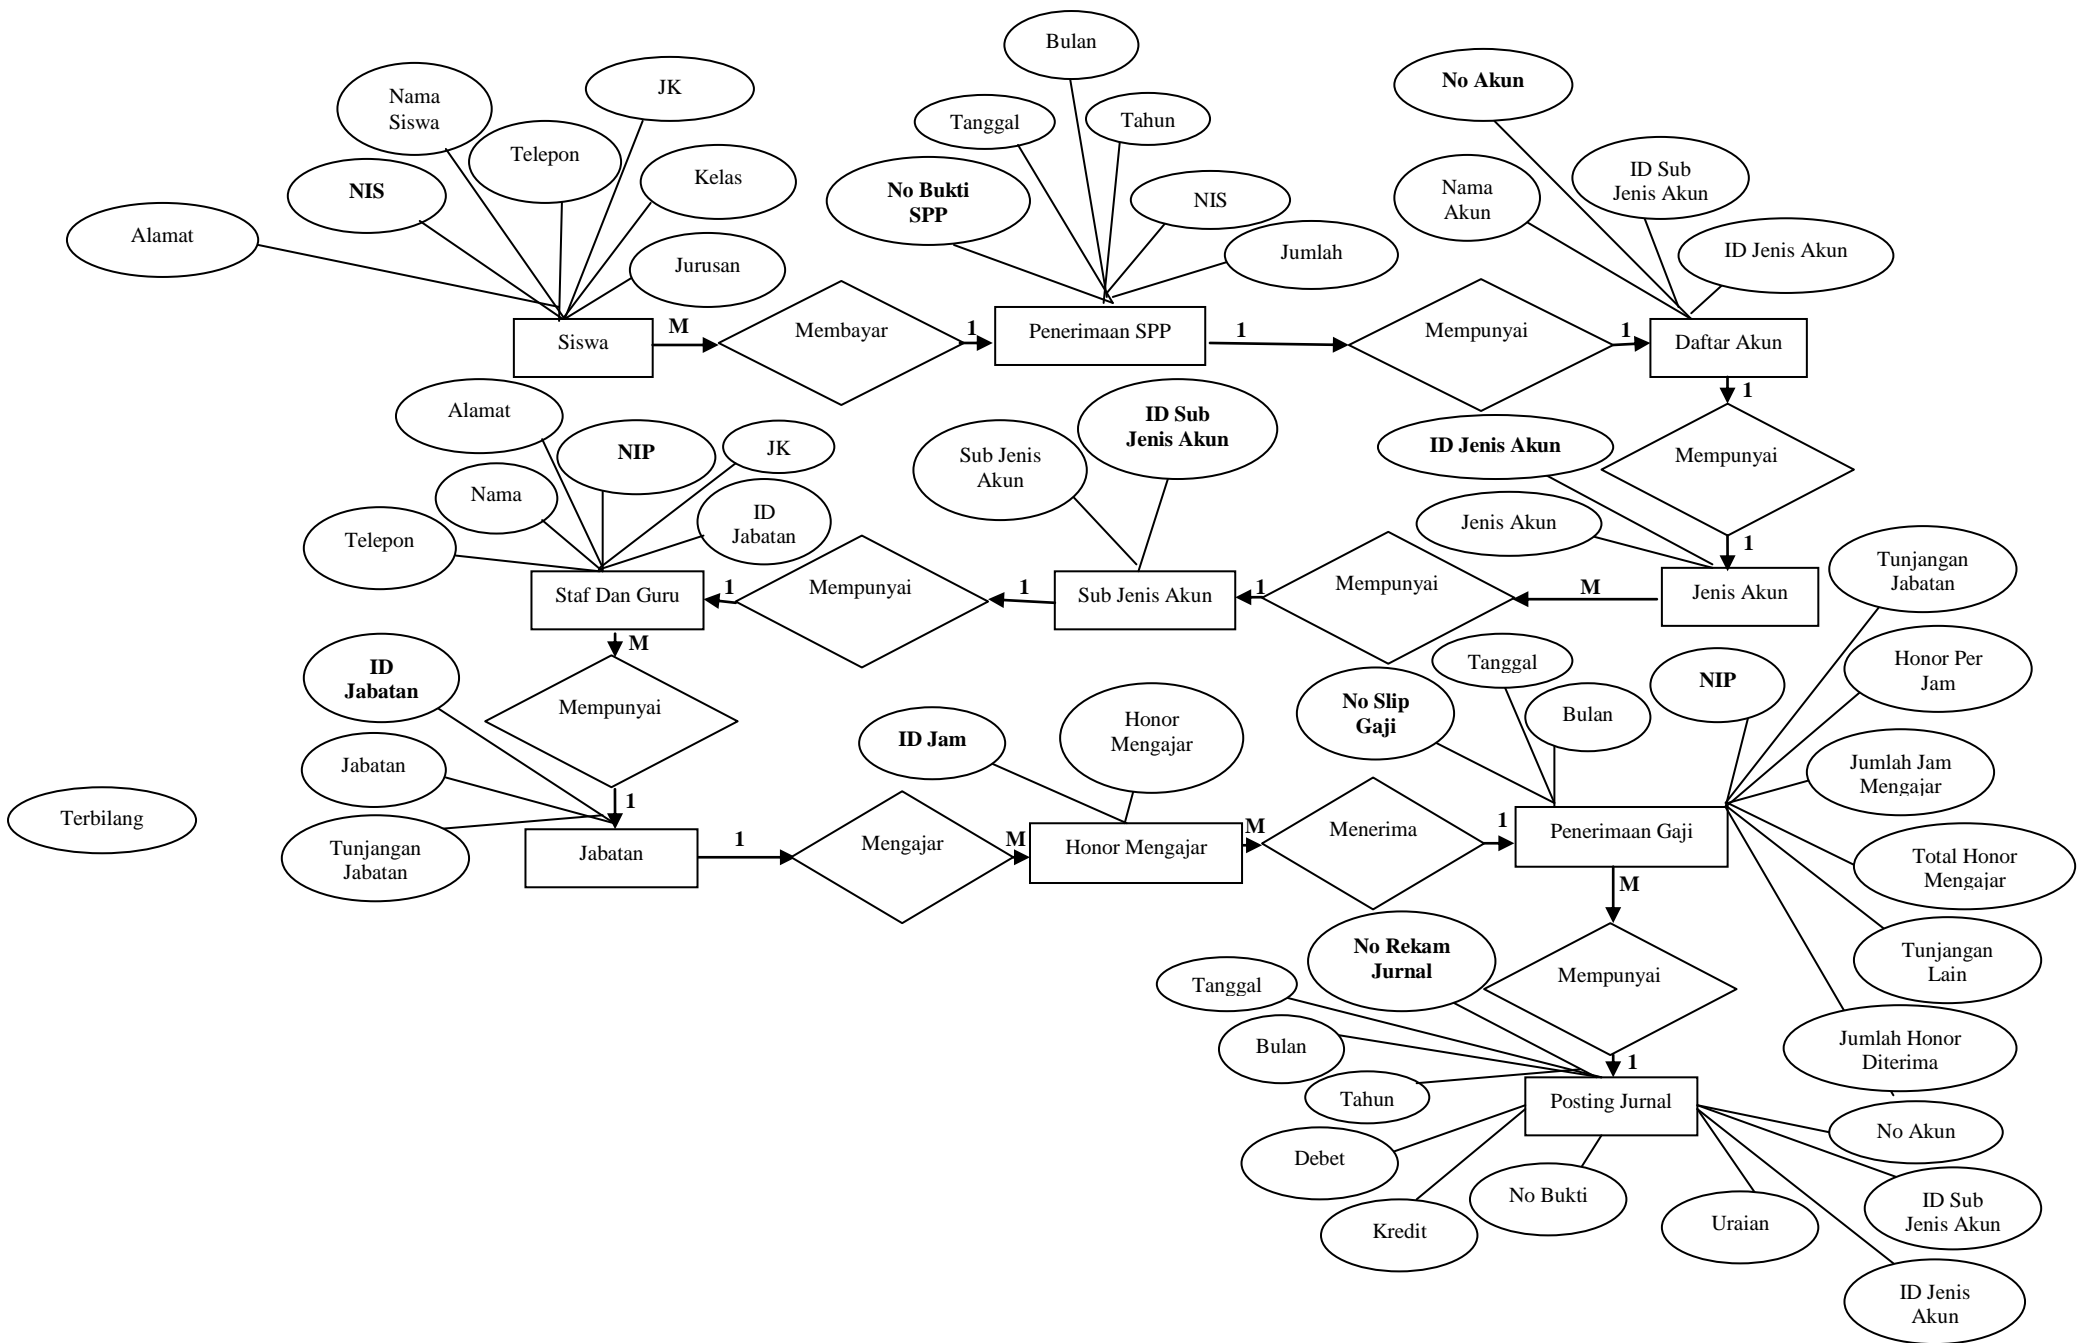 Bulan
Nama
Siswa
JK
No Akun
Tanggal
Tahun
Telepon
NIS
Kelas
No Bukti
SPP
NIS
Nama
Akun
ID Sub
Jenis Akun
Alamat
Jurusan
Jumlah
ID Jenis Akun
Siswa
M
Membayar
1
Penerimaan SPP
1
Mempunyai
1
Daftar Akun
1
Alamat
NIP
JK
Sub Jenis
Akun
ID Sub
Jenis Akun
ID Jenis Akun
Mempunyai
Nama
ID
Jabatan
Telepon
Jenis Akun
1
Tunjangan
Jabatan
Staf Dan Guru
1
Mempunyai
1
Sub Jenis Akun
1
Mempunyai
M
Jenis Akun
M
ID
Jabatan
Mempunyai
Tanggal
No Slip
Gaji
Bulan
NIP
Honor Per
Jam
ID Jam
Honor
Mengajar
Jabatan
Jumlah Jam
Mengajar
Terbilang
1
Tunjangan
Jabatan
Jabatan
1
Mengajar
M
Honor Mengajar
M
Menerima
1
Penerimaan Gaji
Total Honor
Mengajar
M
No Rekam
Jurnal
Mempunyai
Tunjangan
Lain
Tanggal
Bulan
Jumlah Honor
Diterima
1
Tahun
Posting Jurnal
No Akun
Debet
No Bukti
ID Sub
Jenis Akun
Kredit
Uraian
ID Jenis
Akun